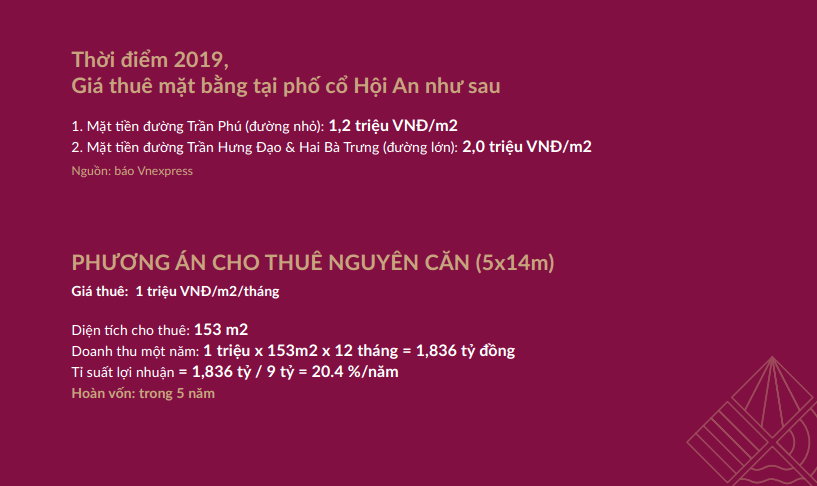 Thời điểm 2019,
Giá thuê mặt bằng tại phố cổ Hội An như sau
1. Mặt tiền đường Trần Phú (đường nhỏ): 1,2 triệu VNĐ/m2
2. Mặt tiền đường Trần Hưng Đạo & Hai Bà Trưng (đường lớn): 2,0 triệu VNĐ/m2
Nguồn: báo Vnexpress
PHƯƠNG ÁN CHO THUÊ NGUYÊN CĂN (5x14m)
Giá thuê: 1 triệu VNĐ/m2/tháng
Diện tích cho thuê: 153 m2
Doanh thu một năm: 1 triệu x 153m2 x 12 tháng = 1,836 tỷ đồng
Tỉ suất lợi nhuận = 1,836 tỷ / 9 tỷ = 20.4 %/năm
Hoàn vốn: trong 5 năm